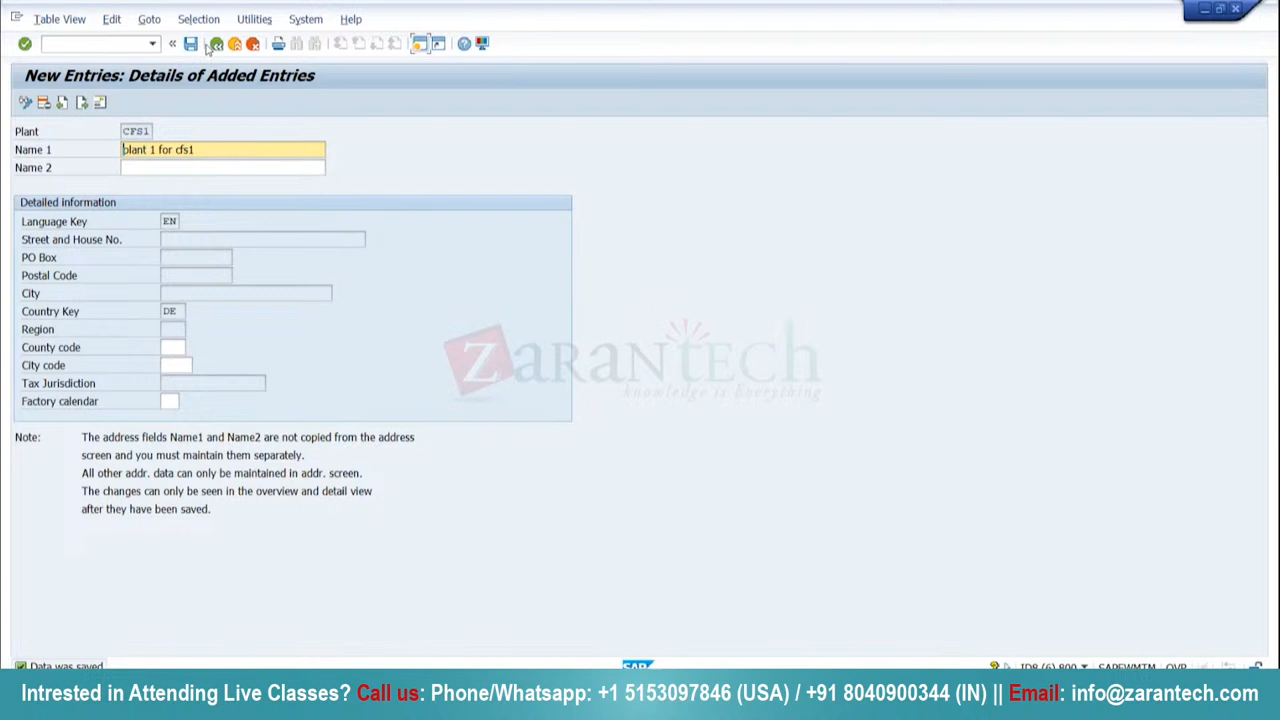 Table View Edit Goto Selection Utilities System Help
New Entries: Details of Added Entries
Plant CFS1
Name 1 plant 1 for cfs1
Name 2
Detailed information
Language Key EN
Street and House No.
PO Box
Postal Code
City
Country Key DE
Region
County code
City code
Tax Jurisdiction
Factory calendar
zarantech
knowledge is Everything
Note: The address fields Name1 and Name2 are not copied from the address
screen and you must maintain them separately.
All other addr. data can only be maintained in addr. screen.
The changes can only be seen in the overview and detail view
after they have been saved.
Data was saved SAP
Intrested in Attending Live Classes? Call us: Phone/Whatsapp: +1 5153097846 (USA) / +91 8040900344 (IN) || Email: info@zarantech.com